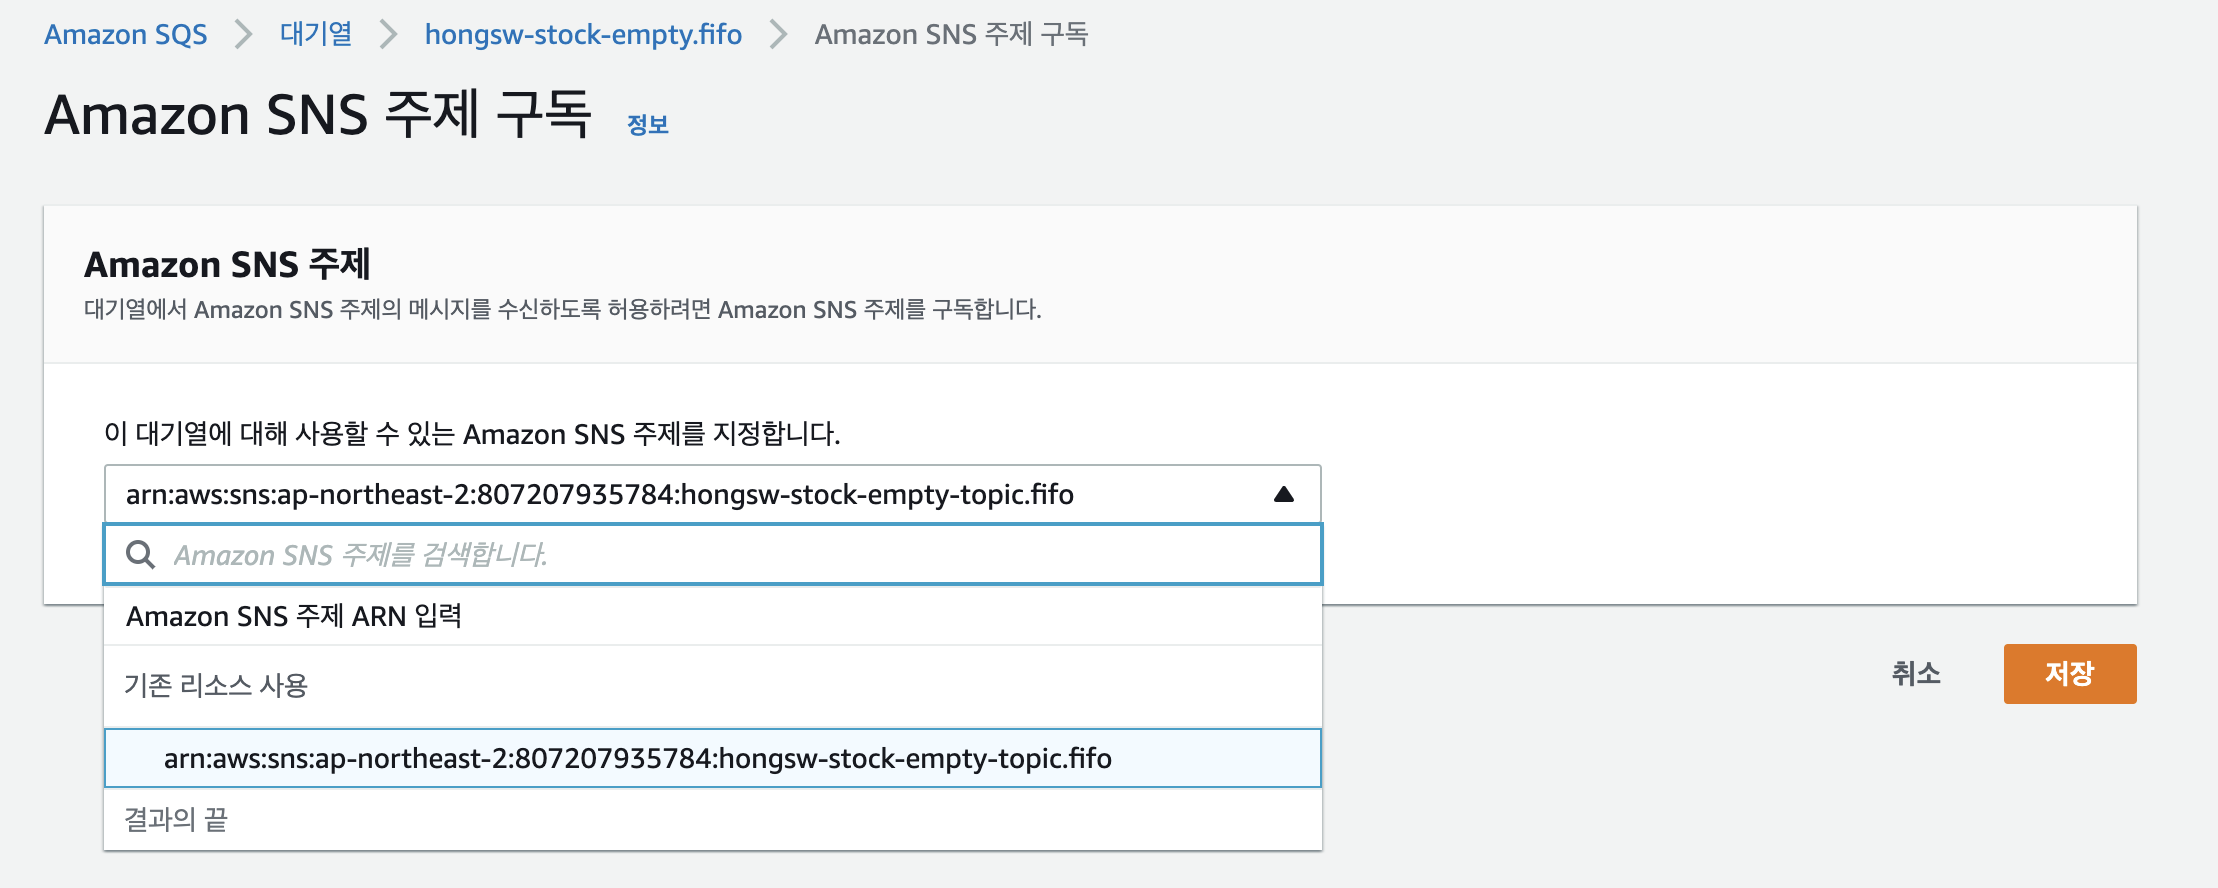 Amazon SQS > 대기열 > hongsw-stock-empty.fifo > Amazon SNS 주제 구독
Amazon SNS 주제 구독 정보
Amazon SNS 주제
대기열에서 Amazon SNS 주제의 메시지를 수신하도록 허용하려면 Amazon SNS 주제를 구독합니다.
이 대기열에 대해 사용할 수 있는 Amazon SNS 주제를 지정합니다.
arn:aws:sns:ap-northeast-2:807207935784:hongsw-stock-empty-topic.fifo
Amazon SNS 주제를 검색합니다.
Amazon SNS 주제 ARN 입력
기존 리소스 사용
취소 저장
arn:aws:sns:ap-northeast-2:807207935784:hongsw-stock-empty-topic.fifo
결과의 끝